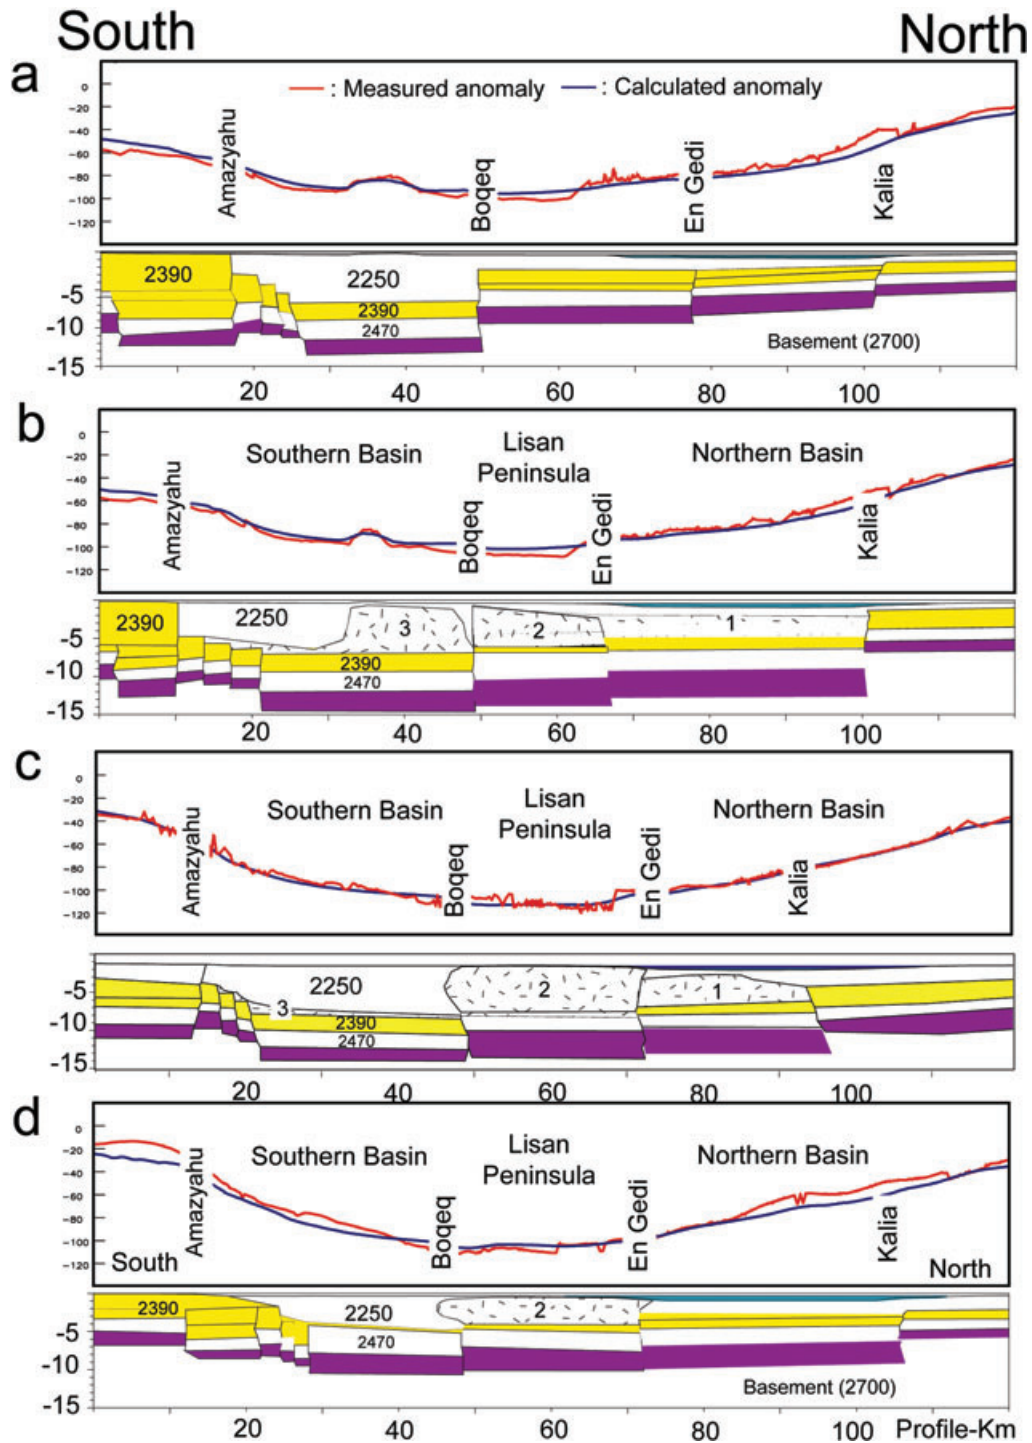 South North
a
: Measured anomaly : Calculated anomaly
0
-20
-40
-60
-80
-100
-120
Amazyahu
Boqeq
En Gedi
Kalia
2390 2250
2390
2470
Basement (2700)
-5
-10
-15
20 40 60 80 100
b
0
-20
-40
-60
-80
-100
-120
Southern Basin Lisan Peninsula Northern Basin
Amazyahu
Boqeq
En Gedi
Kalia
2390 2250 3 2 1
2390
2470
-5
-10
-15
20 40 60 80 100
c
0
-20
-40
-60
-80
-100
-120
Southern Basin Lisan Peninsula Northern Basin
Amazyahu
Boqeq
En Gedi
Kalia
2250 2 1
3
2390
2470
-5
-10
-15
20 40 60 80 100
d
0
-20
-40
-60
-80
-100
-120
Southern Basin Lisan Peninsula Northern Basin
Amazyahu
Boqeq
En Gedi
Kalia
South North
2390 2250 2
2470
Basement (2700)
-5
-10
-15
20 40 60 80 100 Profile-Km